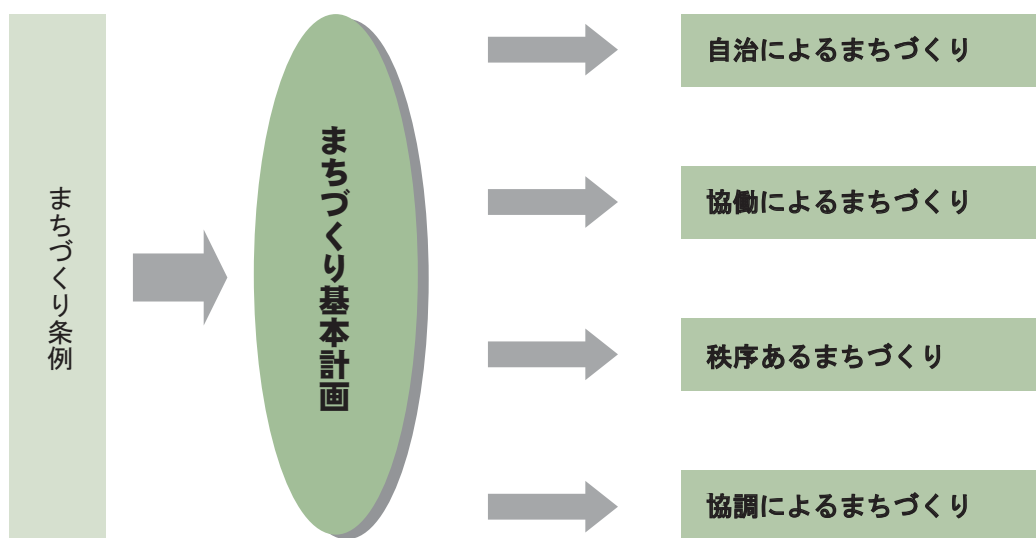 まちづくり条例
まちづくり基本計画
自治によるまちづくり
協働によるまちづくり
秩序あるまちづくり
協調によるまちづくり